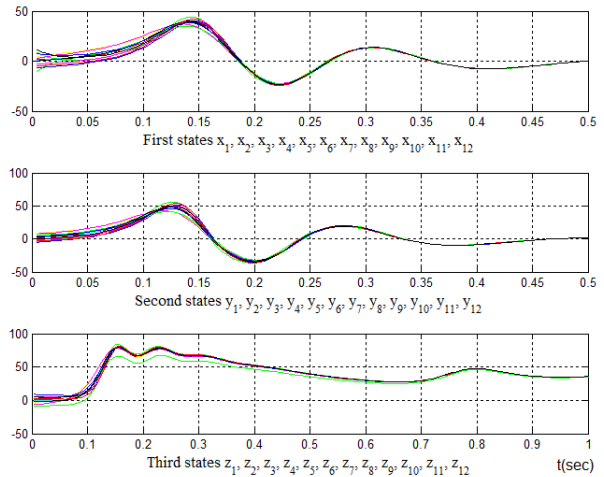 50
0
-50
0 0.05 0.1 0.15 0.2 0.25 0.3 0.35 0.4 0.45 0.5
First states x1, x2, x3, x4, x5, x6, x7, x8, x9, x10, x11, x12
100
50
0
-50
0 0.05 0.1 0.15 0.2 0.25 0.3 0.35 0.4 0.45 0.5
Second states y1, y2, y3, y4, y5, y6, y7, y8, y9, y10, y11, y12
100
50
0
-50
0 0.1 0.2 0.3 0.4 0.5 0.6 0.7 0.8 0.9 1
Third states z1, z2, z3, z4, z5, z6, z7, z8, z9, z10, z11, z12 t(sec)